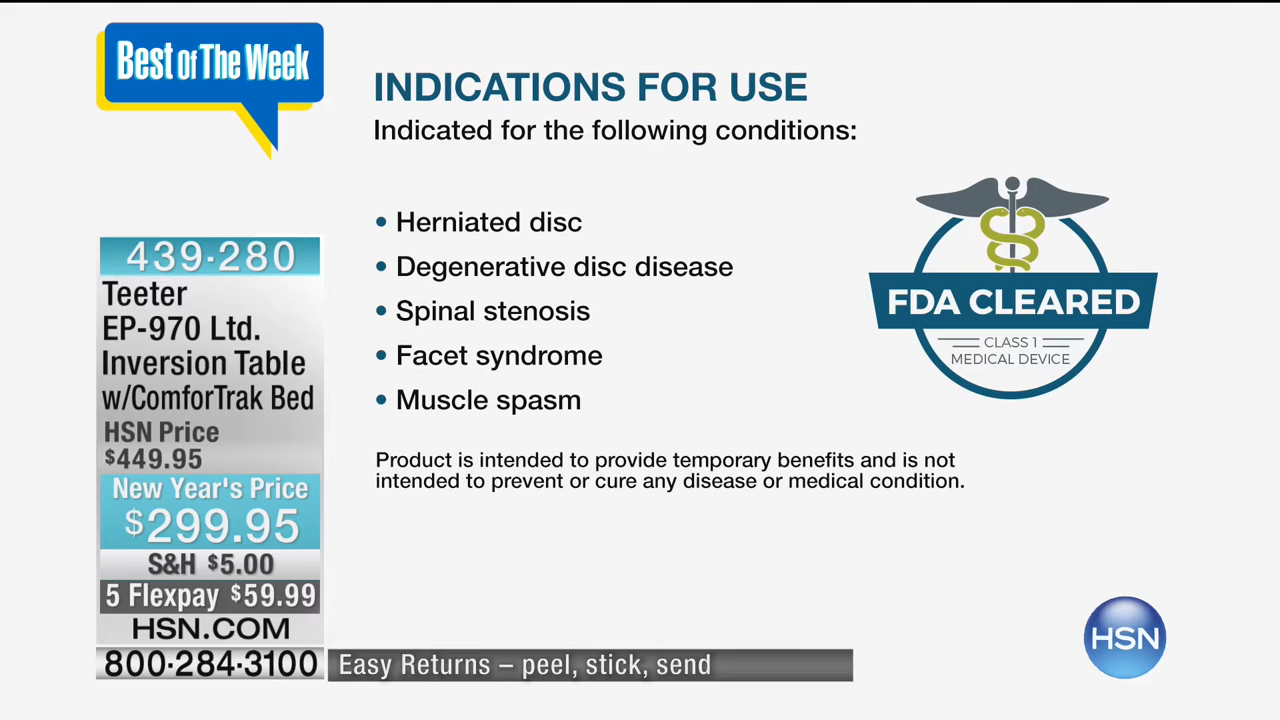 Best of The Week
INDICATIONS FOR USE
Indicated for the following conditions:
• Herniated disc
• Degenerative disc disease
• Spinal stenosis
• Facet syndrome
• Muscle spasm
Product is intended to provide temporary benefits and is not
intended to prevent or cure any disease or medical condition.
FDA CLEARED
CLASS 1
MEDICAL DEVICE
439·280
Teeter
EP-970 Ltd.
Inversion Table
w/ComforTrak Bed
HSN Price
$449.95
New Year's Price
$299.95
S&H $5.00
5 Flexpay $59.99
HSN.COM
800·284·3100
Easy Returns – peel, stick, send
HSN